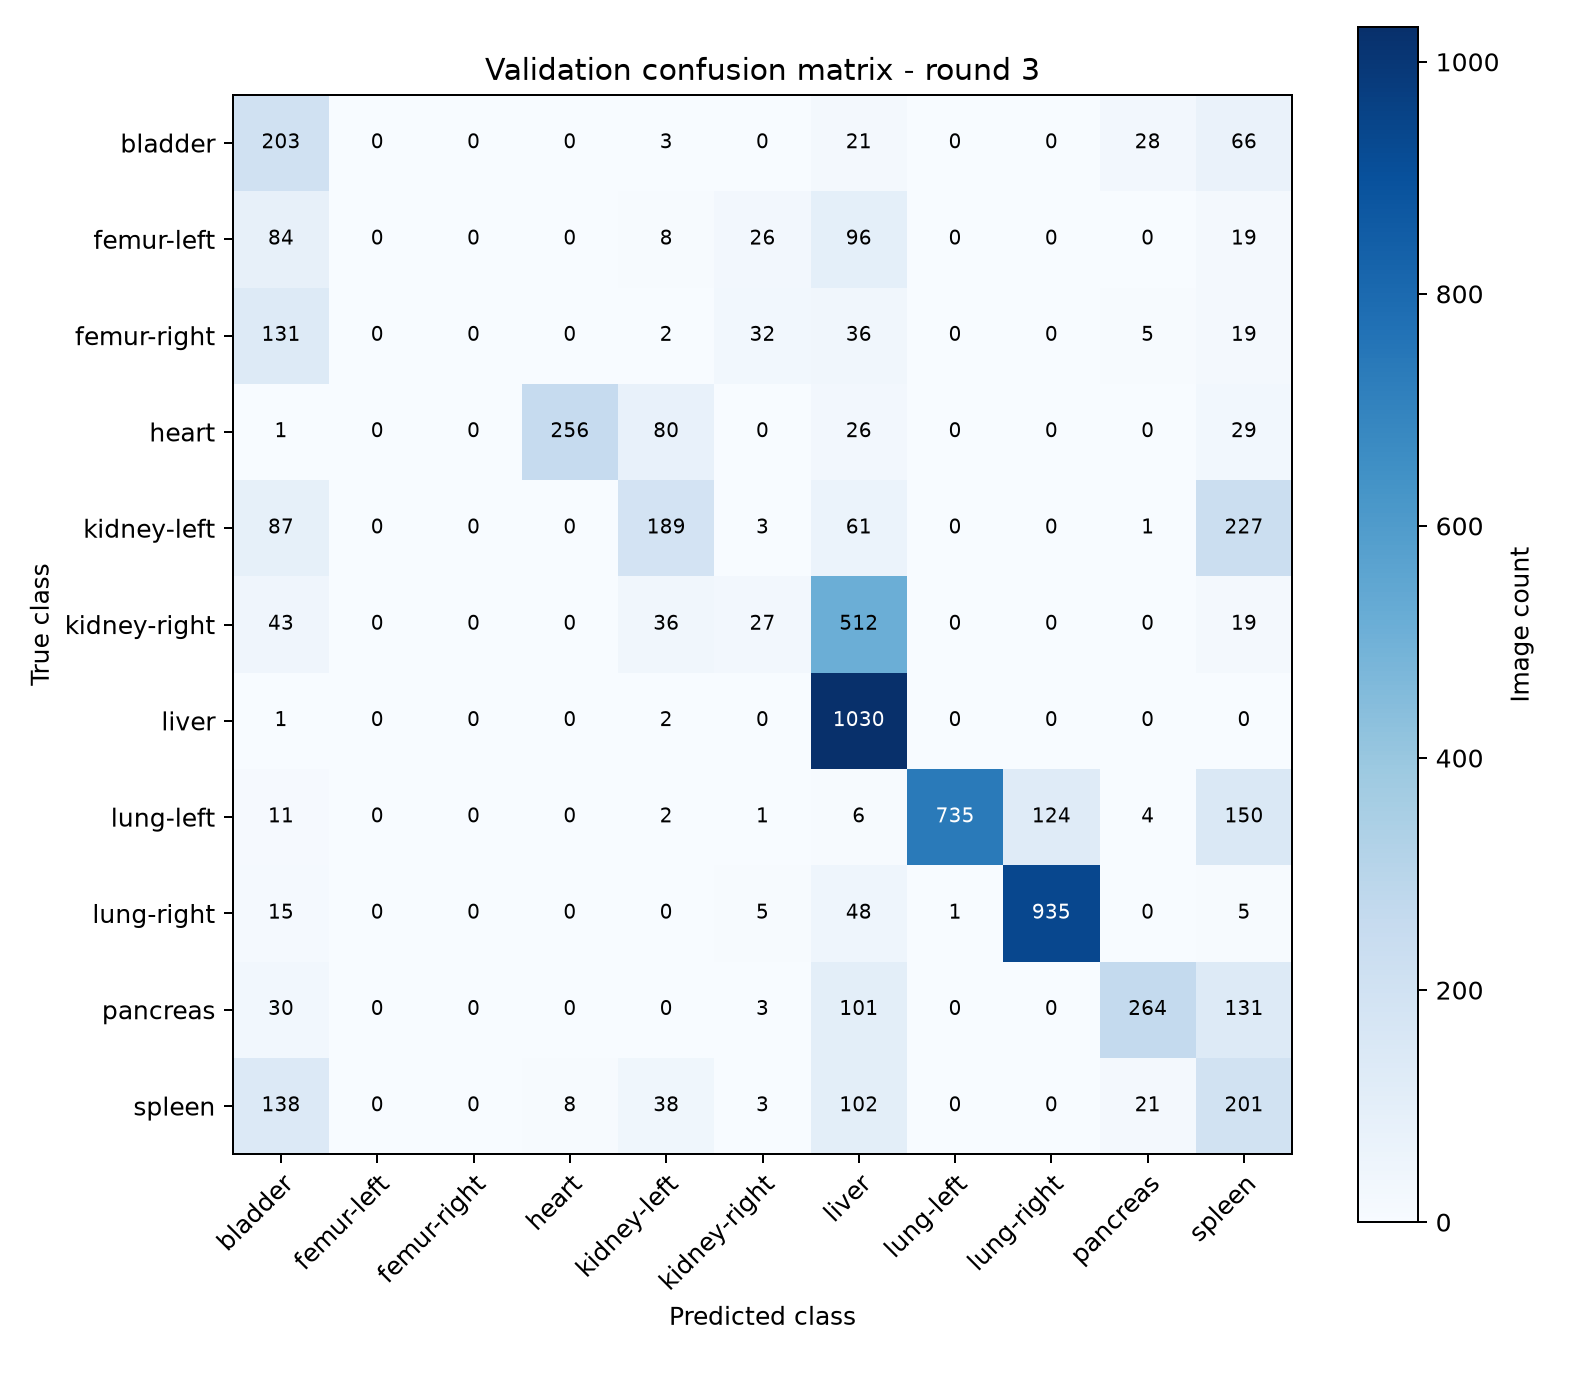 Validation confusion matrix - round 3
True class
bladder 203 0 0 0 3 0 21 0 0 28 66
femur-left 84 0 0 0 8 26 96 0 0 0 19
femur-right 131 0 0 0 2 32 36 0 0 5 19
heart 1 0 0 256 80 0 26 0 0 0 29
kidney-left 87 0 0 0 189 3 61 0 0 1 227
kidney-right 43 0 0 0 36 27 512 0 0 0 19
liver 1 0 0 0 2 0 1030 0 0 0 0
lung-left 11 0 0 0 2 1 6 735 124 4 150
lung-right 15 0 0 0 0 5 48 1 935 0 5
pancreas 30 0 0 0 0 3 101 0 0 264 131
spleen 138 0 0 8 38 3 102 0 0 21 201
bladder femur-left femur-right heart kidney-left kidney-right liver lung-left lung-right pancreas spleen
Predicted class
1000
800
600
400
200
0
Image count